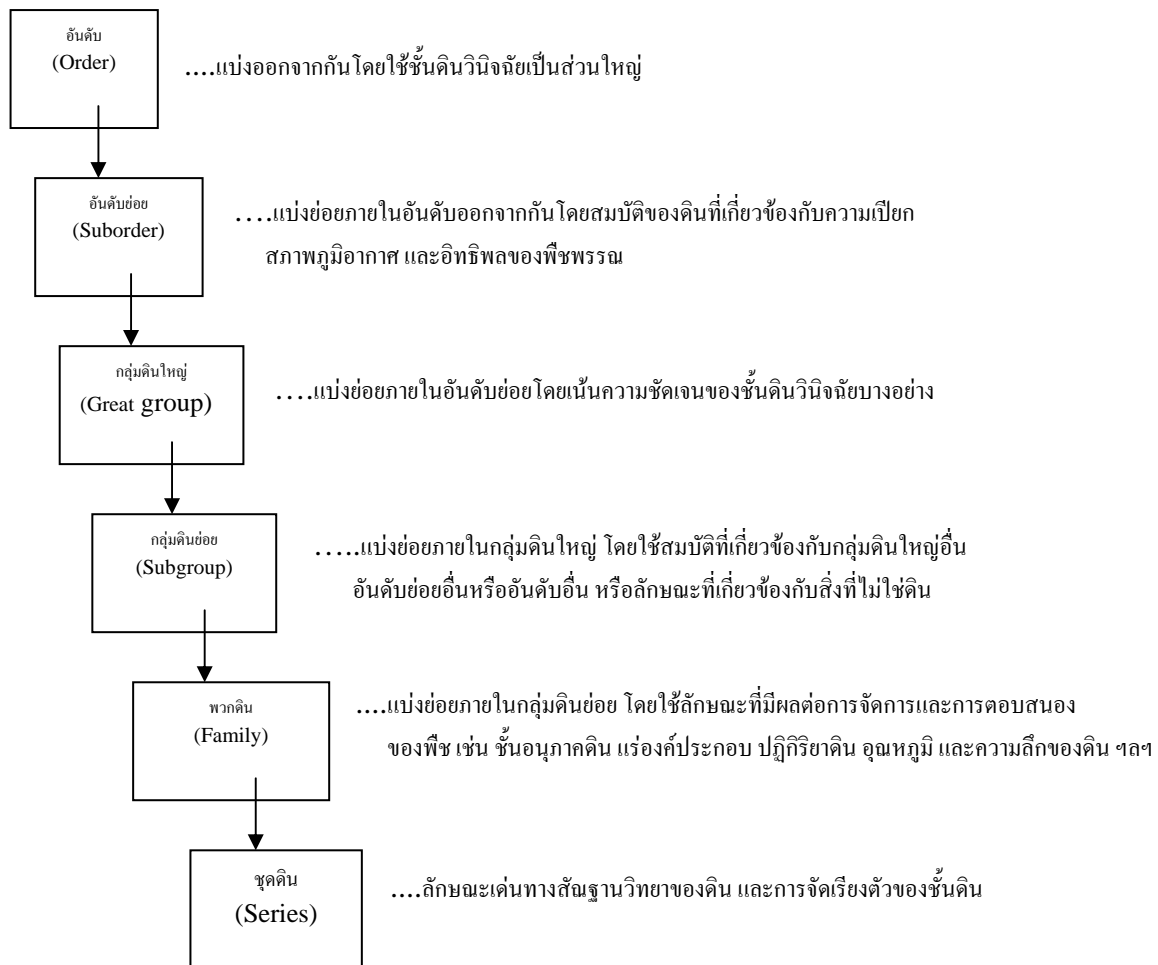 อันดับ
(Order)
....แบ่งออกจากกันโดยใช้ชั้นดินวินิจฉัยเป็นส่วนใหญ่
อันดับย่อย
(Suborder)
....แบ่งย่อยภายในอันดับออกจากกันโดยสมบัติของดินที่เกี่ยวข้องกับความเปียก
สภาพภูมิอากาศ และอิทธิพลของพืชพรรณ
กลุ่มดินใหญ่
(Great group)
....แบ่งย่อยภายในอันดับย่อยโดยเน้นความชัดเจนของชั้นดินวินิจฉัยบางอย่าง
กลุ่มดินย่อย
(Subgroup)
.....แบ่งย่อยภายในกลุ่มดินใหญ่ โดยใช้สมบัติที่เกี่ยวข้องกับกลุ่มดินใหญ่อื่น
อันดับย่อยอื่นหรืออันดับอื่น หรือลักษณะที่เกี่ยวข้องกับสิ่งที่ไม่ใช่ดิน
พวกดิน
(Family)
....แบ่งย่อยภายในกลุ่มดินย่อย โดยใช้ลักษณะที่มีผลต่อการจัดการและการตอบสนอง
ของพืช เช่น ชั้นอนุภาคดิน แร่องค์ประกอบ ปฏิกิริยาดิน อุณหภูมิ และความลึกของดิน ฯลฯ
ชุดดิน
(Series)
....ลักษณะเด่นทางสัณฐานวิทยาของดิน และการจัดเรียงตัวของชั้นดิน